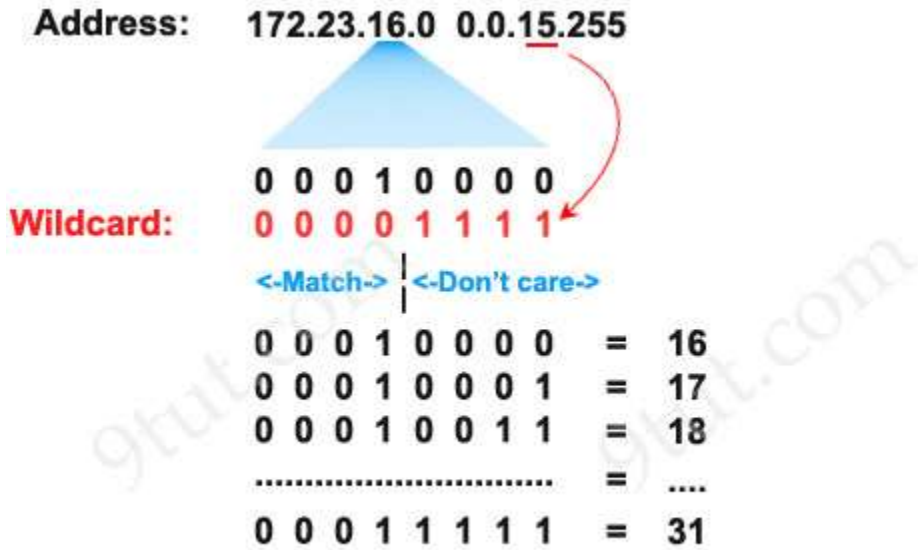 Address: 172.23.16.0 0.0.15.255
0 0 0 1 0 0 0 0
Wildcard: 0 0 0 0 1 1 1 1
<-Match-> <-Don't care->
0 0 0 1 0 0 0 0 = 16
0 0 0 1 0 0 0 1 = 17
0 0 0 1 0 0 1 1 = 18
.............................. = ....
0 0 0 1 1 1 1 1 = 31
9tut.com
9tut.com